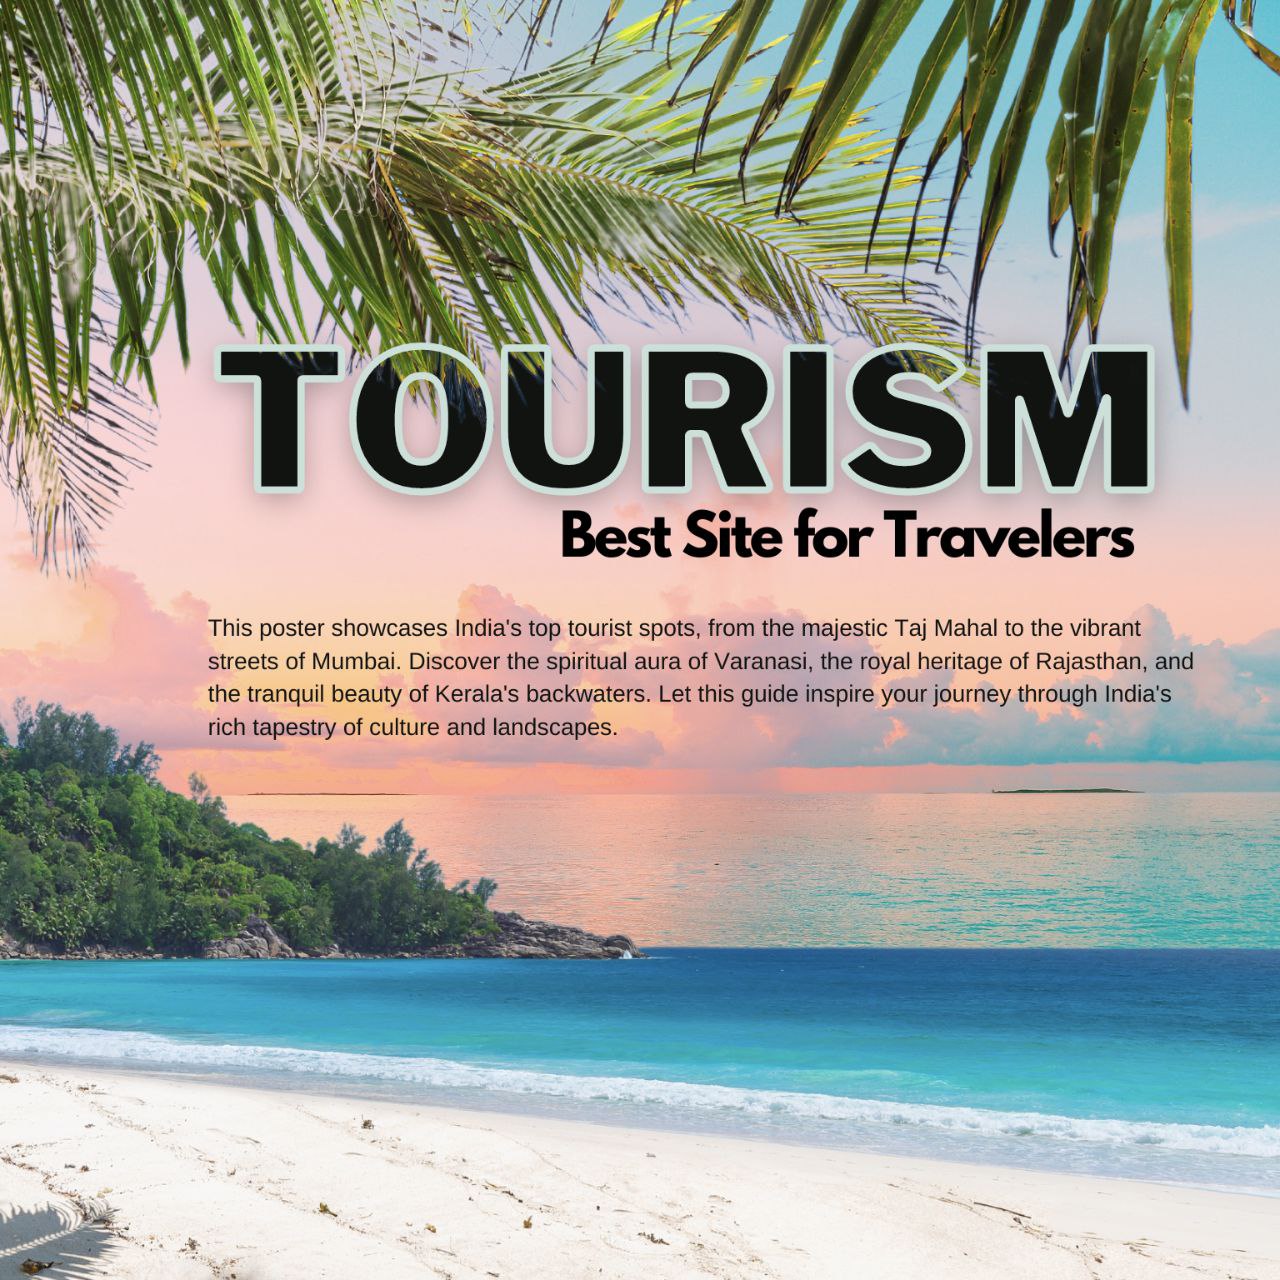 TOURISM
Best Site for Travelers
This poster showcases India's top tourist spots, from the majestic Taj Mahal to the vibrant
streets of Mumbai. Discover the spiritual aura of Varanasi, the royal heritage of Rajasthan, and
the tranquil beauty of Kerala's backwaters. Let this guide inspire your journey through India's
rich tapestry of culture and landscapes.